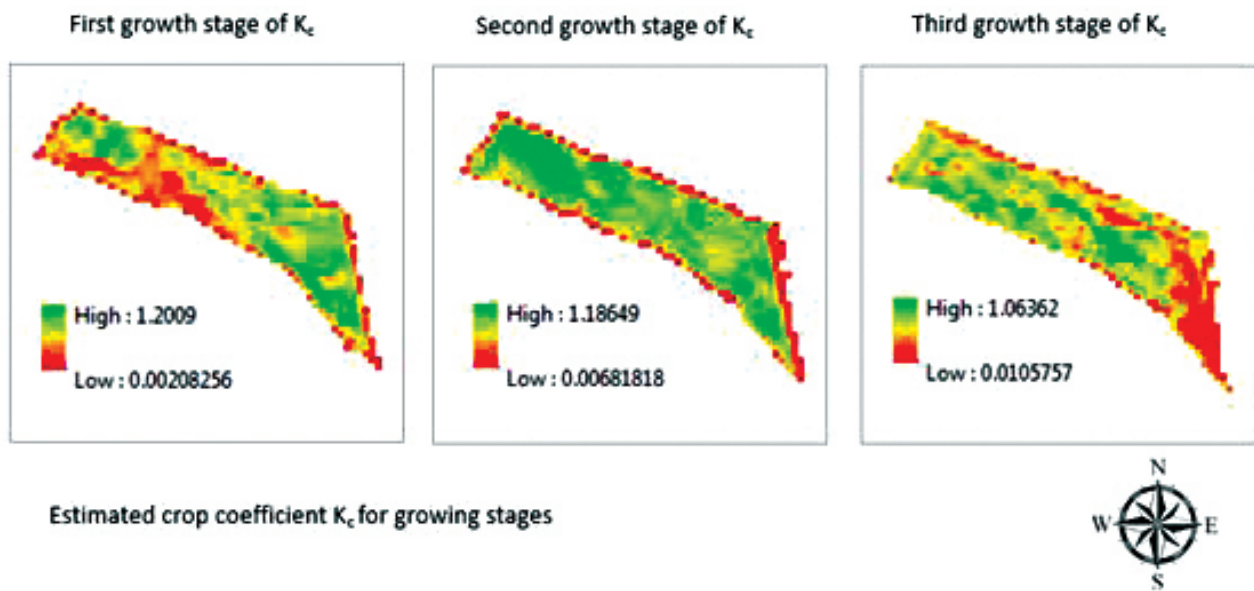 First growth stage of Kc
Second growth stage of Kc
Third growth stage of Kc
High : 1.2009
Low : 0.00208256
High : 1.18649
Low : 0.00681818
High : 1.06362
Low : 0.0105757
Estimated crop coefficient Kc for growing stages
N
W
E
S